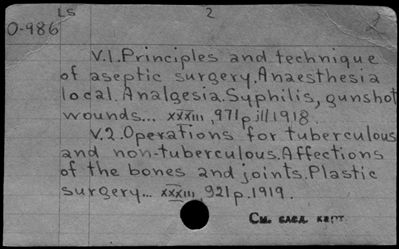 LS 2 2
O-986
V.1.Principles and technique
of aseptic surgery.Anaesthesia
local.Analgesia.Syphilis, gunshot
wounds... xxxiii, 971 p.ill.1918.
V.2.Operations for tuberculous
and non-tuberculous.Affections
of the bones and joints.Plastic
surgery... xxxiii, 921 p.1919.
См. след. карт.